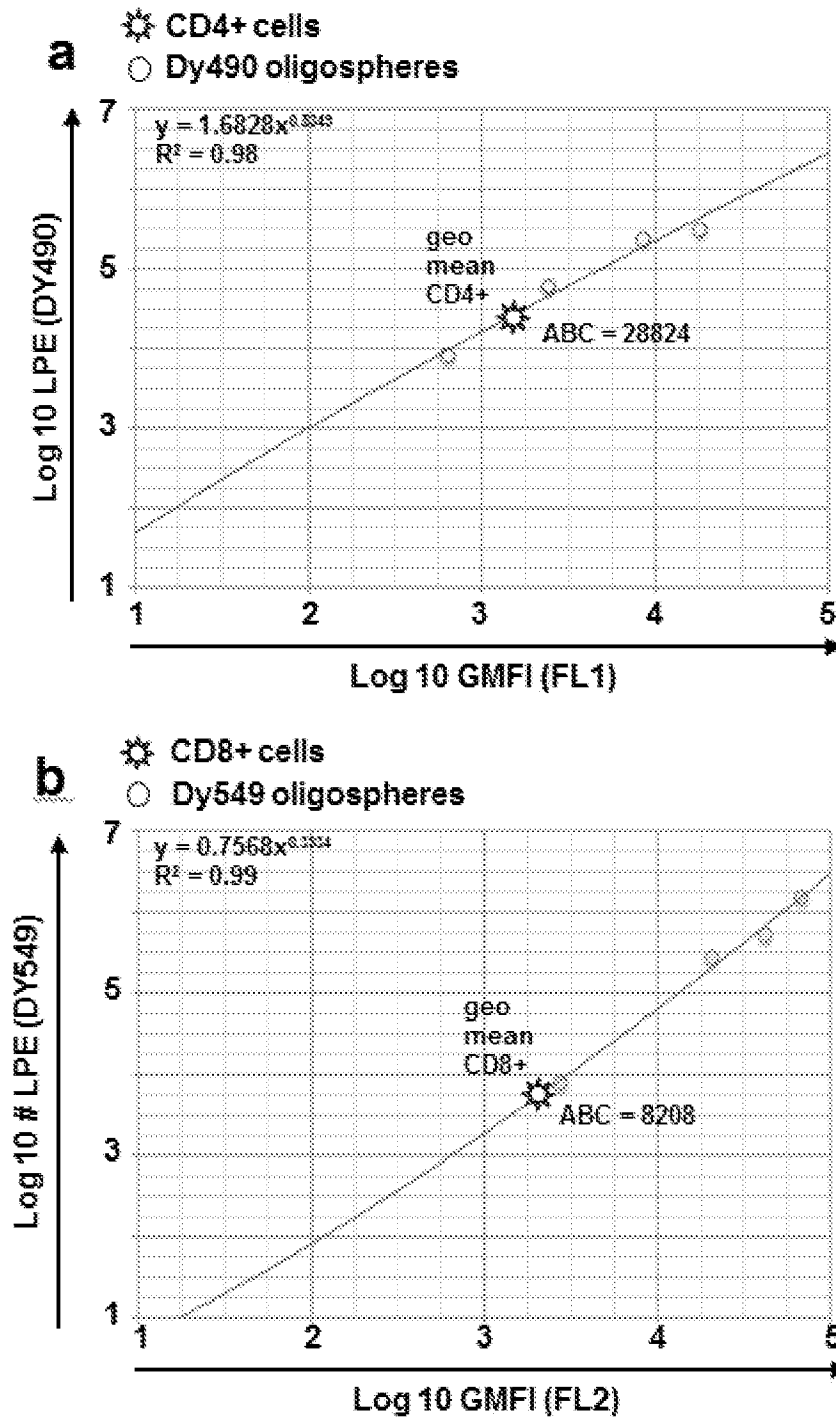 a
CD4+ cells
Dy490 oligospheres
7
y = 1.6828x
R² = 0.98
geo
mean
CD4+
5
ABC = 28824
3
1
Log 10 LPE (DY490)
1 2 3 4 5
Log 10 GMFI (FL1)
b
CD8+ cells
Dy549 oligospheres
7
y = 0.7568x
R² = 0.99
5
geo
mean
CD8+
ABC = 8208
3
1
Log 10 # LPE (DY549)
1 2 3 4 5
Log 10 GMFI (FL2)